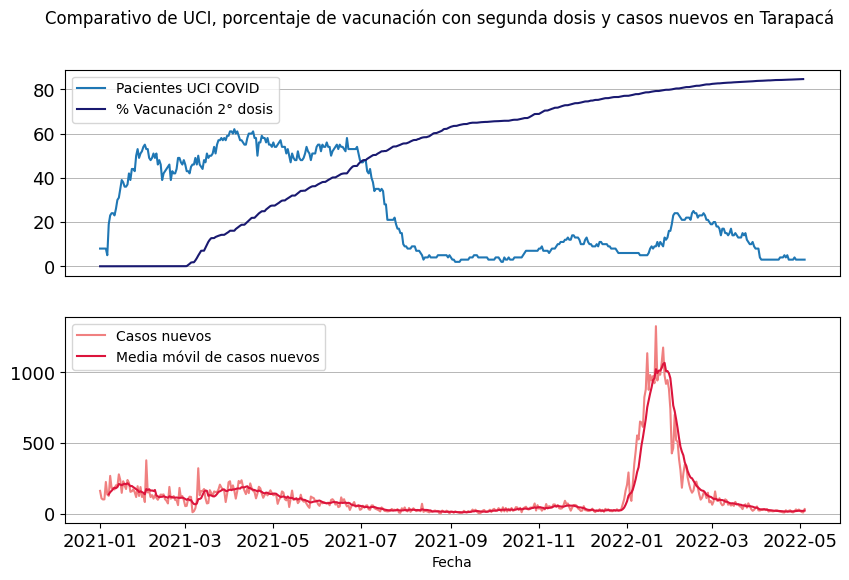 Comparativo de UCI, porcentaje de vacunación con segunda dosis y casos nuevos en Tarapacá
Pacientes UCI COVID
% Vacunación 2° dosis
80
60
40
20
0
Casos nuevos
Media móvil de casos nuevos
1000
500
0
2021-01 2021-03 2021-05 2021-07 2021-09 2021-11 2022-01 2022-03 2022-05
Fecha